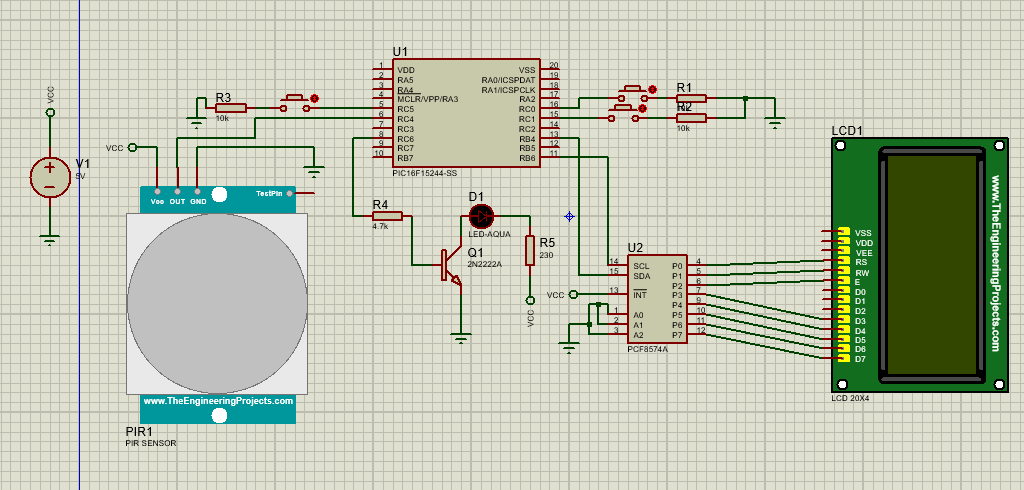 VCC
V1
5V
R3
10k
U1
1 VDD
2 RA5
3 RA4
4 MCLR/VPP/RA3
5 RC5
6 RC4
7 RC3
8 RC6
9 RC7
10 RB7
VSS 20
RA0/ICSPDAT 19
RA1/ICSPCLK 18
RA2 17
RC0 16
RC1 15
RC2 14
RB4 13
RB5 12
RB6 11
PIC16F15244-SS
R1
R2
10k
VCC
Vcc OUT GND
TestPin
www.TheEngineeringProjects.com
PIR1
PIR SENSOR
R4
4.7k
D1
LED-AQUA
Q1
2N2222A
R5
230
VCC
U2
14 SCL
15 SDA
VCC
13 INT
1 A0
2 A1
3 A2
P0 4
P1 5
P2 6
P3 7
P4 9
P5 10
P6 11
P7 12
PCF8574A
LCD1
VSS
VDD
VEE
RS
RW
E
D0
D1
D2
D3
D4
D5
D6
D7
www.TheEngineeringProjects.com
LCD 20X4